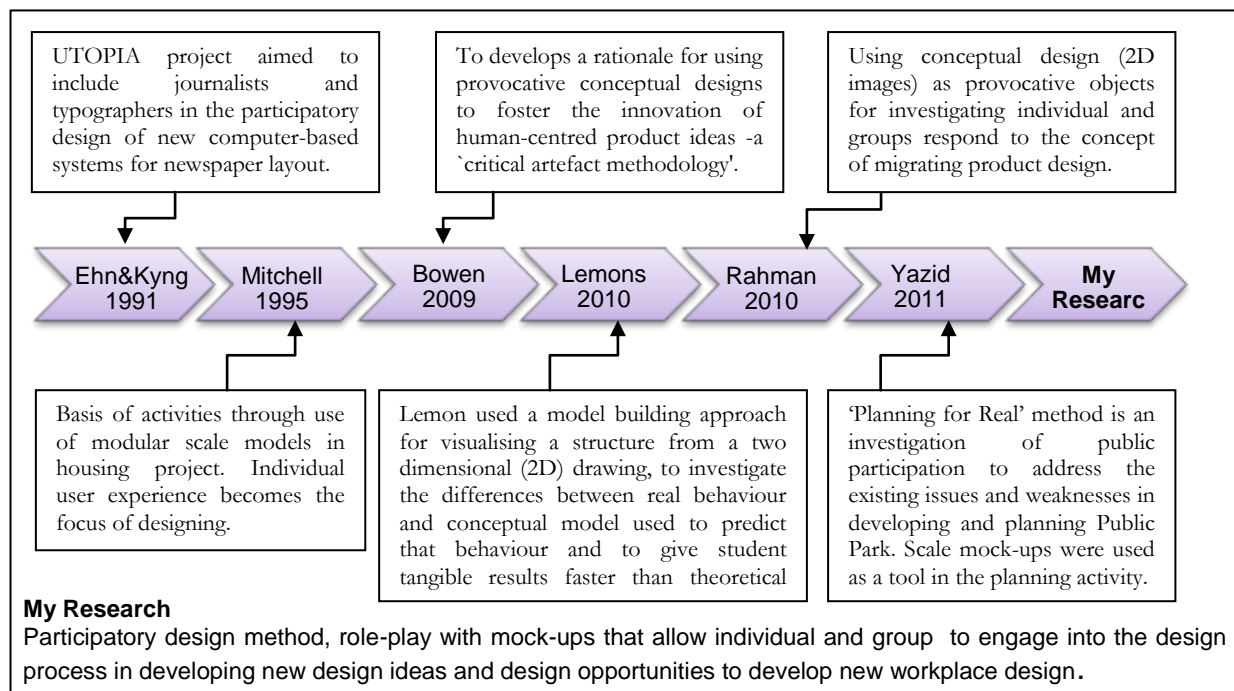 UTOPIA project aimed to
include journalists and
typographers in the participatory
design of new computer-based
systems for newspaper layout.
To develops a rationale for using
provocative conceptual designs
to foster the innovation of
human-centred product ideas -a
`critical artefact methodology'.
Using conceptual design (2D
images) as provocative objects
for investigating individual and
groups respond to the concept
of migrating product design.
Ehn&Kyng
1991
Mitchell
1995
Bowen
2009
Lemons
2010
Rahman
2010
Yazid
2011
My
Researc
Basis of activities through use
of modular scale models in
housing project. Individual
user experience becomes the
focus of designing.
Lemon used a model building approach
for visualising a structure from a two
dimensional (2D) drawing, to investigate
the differences between real behaviour
and conceptual model used to predict
that behaviour and to give student
tangible results faster than theoretical
‘Planning for Real’ method is an
investigation of public
participation to address the
existing issues and weaknesses in
developing and planning Public
Park. Scale mock-ups were used
as a tool in the planning activity.
My Research
Participatory design method, role-play with mock-ups that allow individual and group to engage into the design
process in developing new design ideas and design opportunities to develop new workplace design.